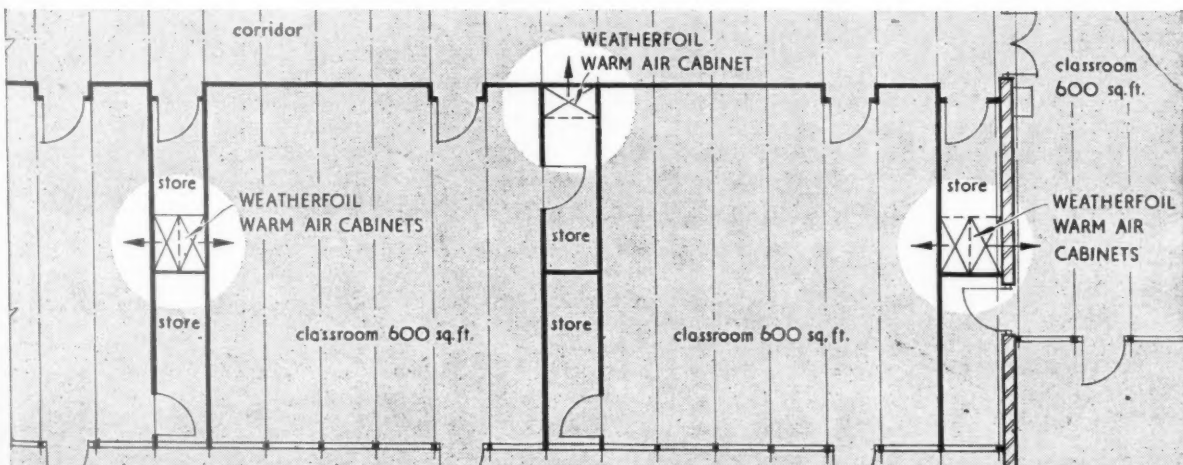 corridor
WEATHERFOIL
WARM AIR CABINET
classroom
600 sq.ft.
store
WEATHERFOIL
WARM AIR CABINETS
store
WEATHERFOIL
WARM AIR
CABINETS
store
store
store
classroom 600 sq.ft.
classroom 600 sq.ft.